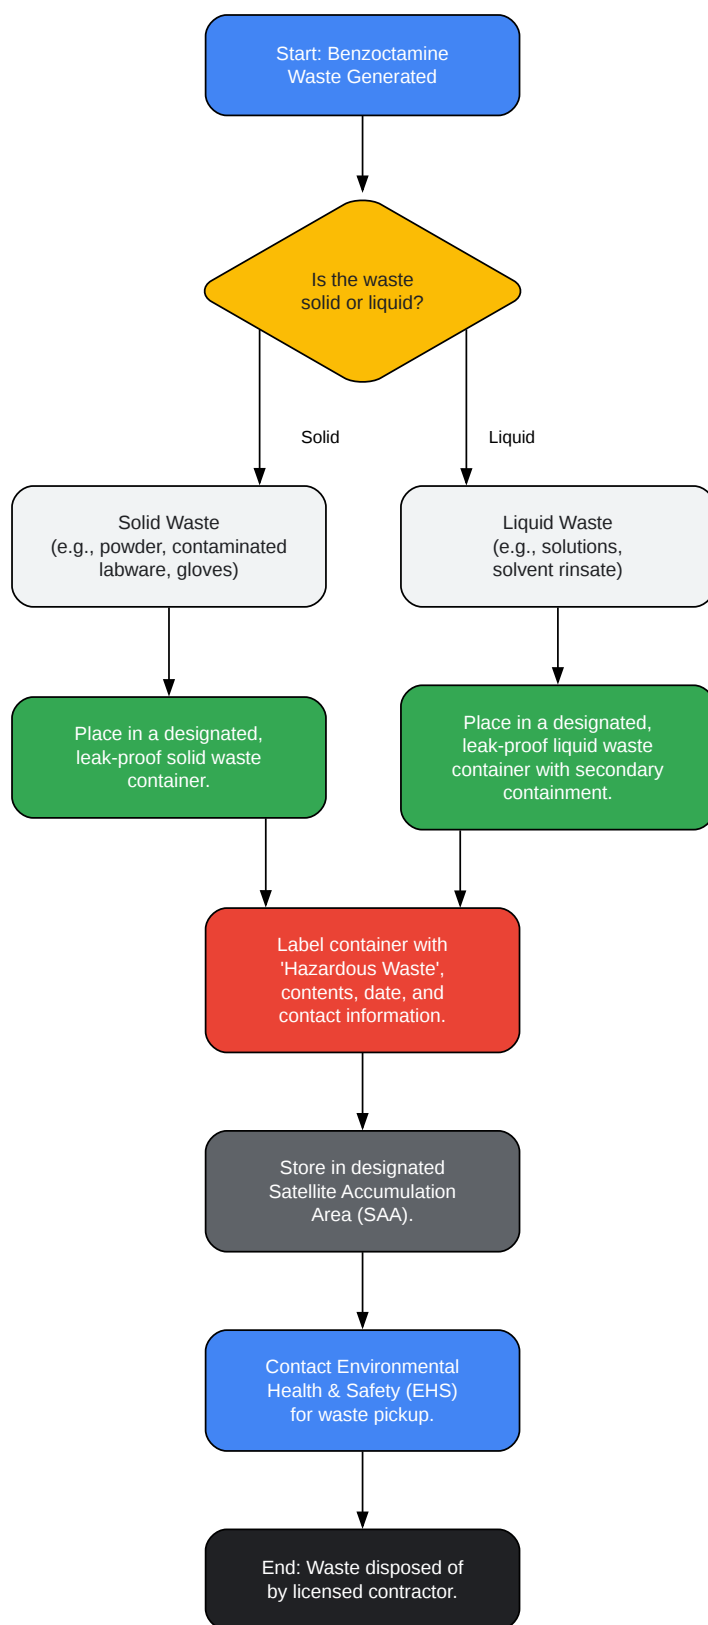 Start: Benzoctamine
Waste Generated
Is the waste
solid or liquid?
Solid
Liquid
Solid Waste
(e.g., powder, contaminated
labware, gloves)
Liquid Waste
(e.g., solutions,
solvent rinsate)
Place in a designated,
leak-proof solid waste
container.
Place in a designated,
leak-proof liquid waste
container with secondary
containment.
Label container with
'Hazardous Waste',
contents, date, and
contact information.
Store in designated
Satellite Accumulation
Area (SAA).
Contact Environmental
Health & Safety (EHS)
for waste pickup.
End: Waste disposed of
by licensed contractor.